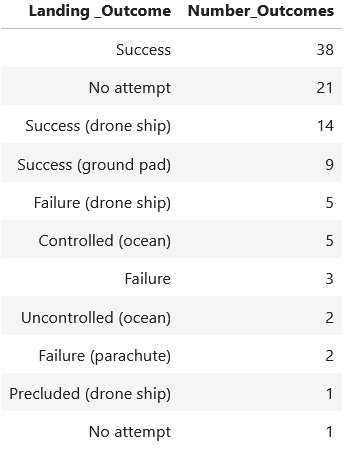 Landing _Outcome Number_Outcomes
Success 38
No attempt 21
Success (drone ship) 14
Success (ground pad) 9
Failure (drone ship) 5
Controlled (ocean) 5
Failure 3
Uncontrolled (ocean) 2
Failure (parachute) 2
Precluded (drone ship) 1
No attempt 1